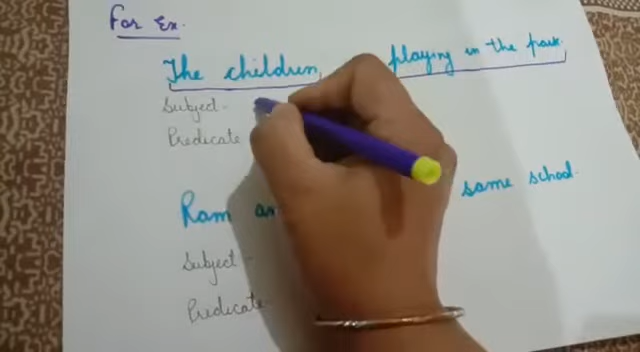 For Ex.
The children playing in the park.
Subject -
Predicate
Ram same school.
Subject -
Predicate